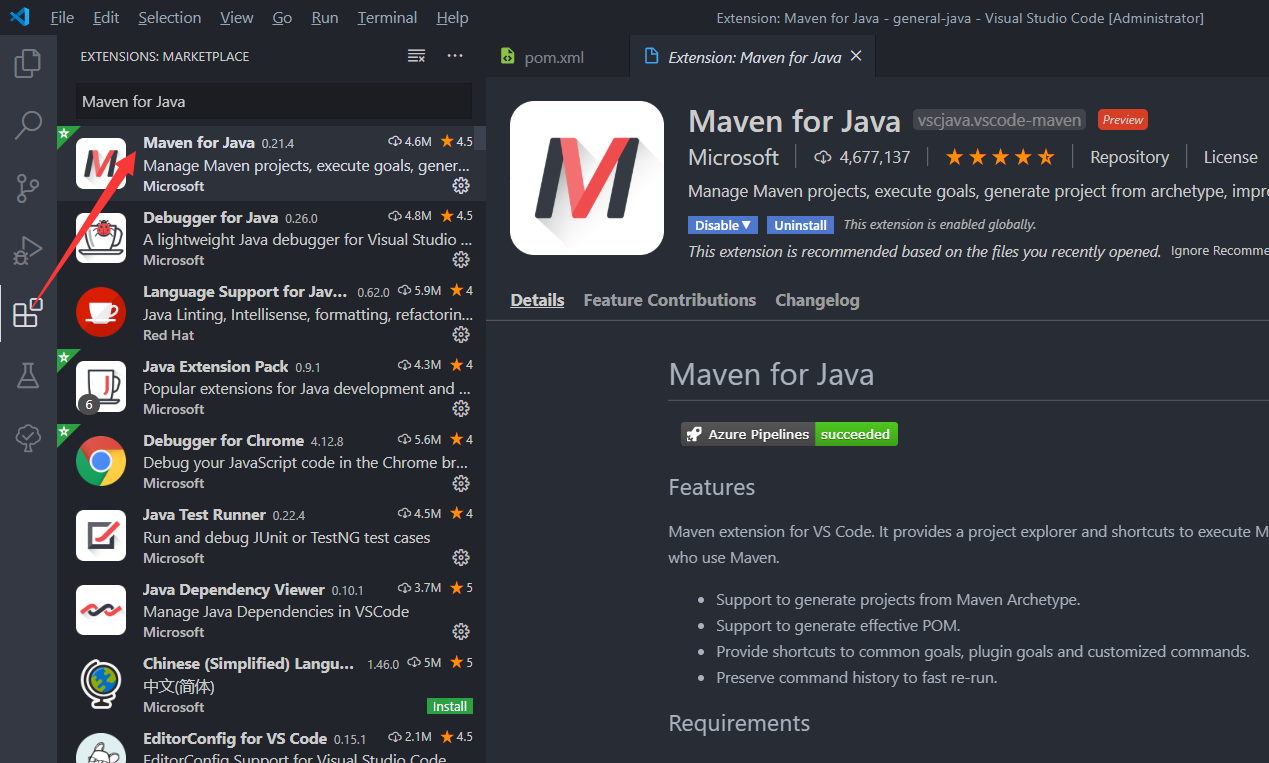 File Edit Selection View Go Run Terminal Help Extension: Maven for Java - general-java - Visual Studio Code [Administrator]
EXTENSIONS: MARKETPLACE
pom.xml Extension: Maven for Java
Maven for Java
Maven for Java 0.21.4 4.6M 4.5
Manage Maven projects, execute goals, gener...
Microsoft
Debugger for Java 0.26.0 4.8M 4.5
A lightweight Java debugger for Visual Studio ...
Microsoft
Language Support for Jav... 0.62.0 5.9M 4
Java Linting, Intellisense, formatting, refactorin...
Red Hat
Java Extension Pack 0.9.1 4.3M 4
Popular extensions for Java development and ...
6
Microsoft
Debugger for Chrome 4.12.8 5.6M 4
Debug your JavaScript code in the Chrome br...
Microsoft
Java Test Runner 0.22.4 4.5M 4
Run and debug JUnit or TestNG test cases
Microsoft
Java Dependency Viewer 0.10.1 3.7M 5
Manage Java Dependencies in VSCode
Microsoft
Chinese (Simplified) Langu... 1.46.0 5M 5
中文(简体)
Microsoft Install
EditorConfig for VS Code 0.15.1 2.1M 4.5
EditorConfig Support for Visual Studio Code
Maven for Java vscjava.vscode-maven Preview
Microsoft 4,677,137 Repository License
Manage Maven projects, execute goals, generate project from archetype, impro
Disable Uninstall This extension is enabled globally.
This extension is recommended based on the files you recently opened. Ignore Recomme
Details Feature Contributions Changelog
Maven for Java
Azure Pipelines succeeded
Features
Maven extension for VS Code. It provides a project explorer and shortcuts to execute M
who use Maven.
Support to generate projects from Maven Archetype.
Support to generate effective POM.
Provide shortcuts to common goals, plugin goals and customized commands.
Preserve command history to fast re-run.
Requirements